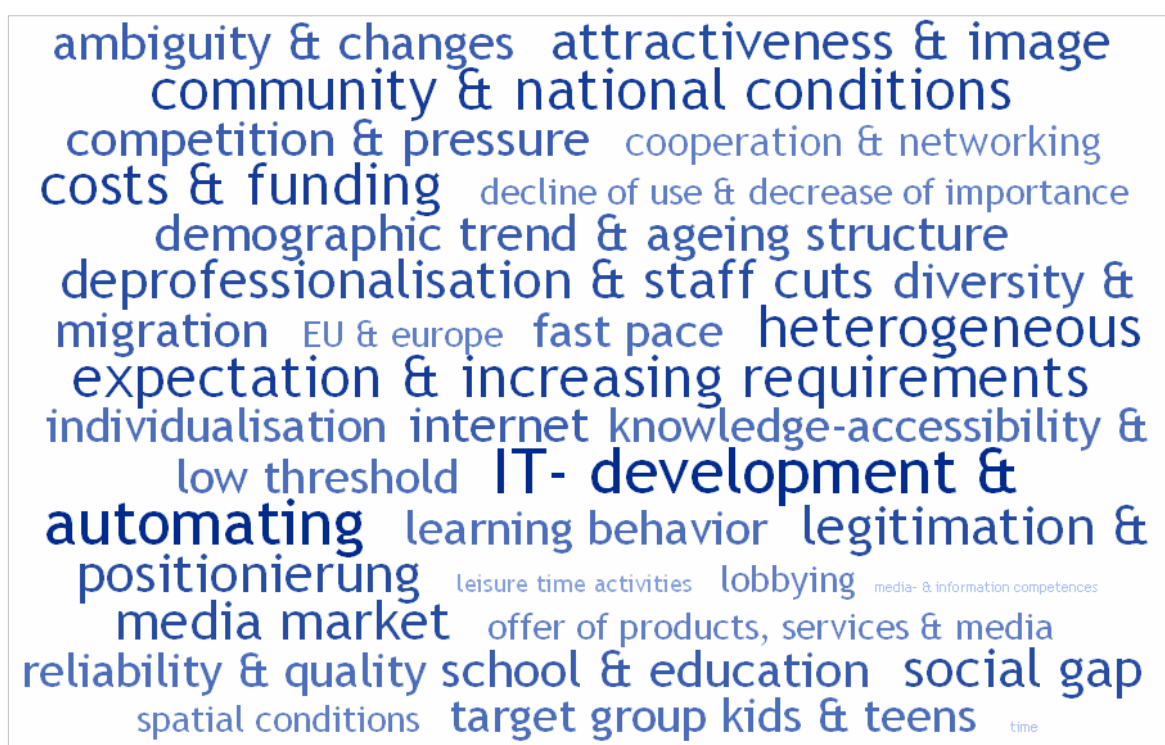 ambiguity & changes attractiveness & image
community & national conditions
competition & pressure cooperation & networking
costs & funding decline of use & decrease of importance
demographic trend & ageing structure
deprofessionalisation & staff cuts diversity &
migration EU & europe fast pace heterogeneous
expectation & increasing requirements
individualisation internet knowledge-accessibility &
low threshold IT- development &
automating learning behavior legitimation &
positionierung leisure time activities lobbying media- & information competences
media market offer of products, services & media
reliability & quality school & education social gap
spatial conditions target group kids & teens time